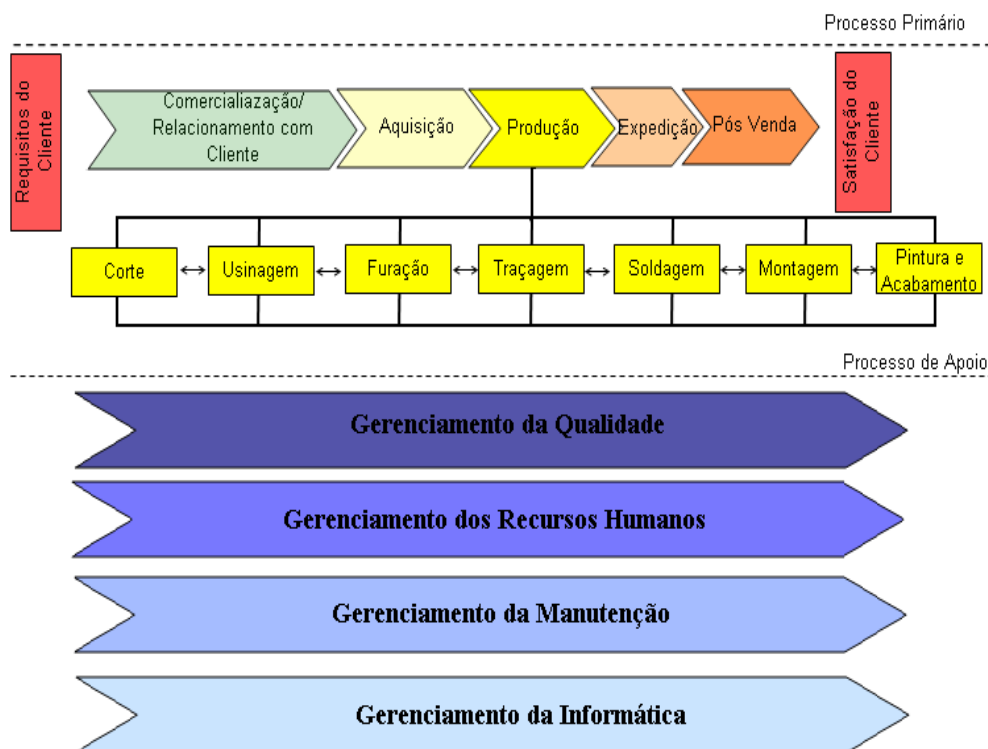 Processo Primário
Requisitos do
Cliente
Comercialiazação/
Relacionamento com
Cliente
Aquisição
Produção
Expedição
Pós Venda
Satisfação do
Cliente
Corte
Usinagem
Furação
Traçagem
Soldagem
Montagem
Pintura e
Acabamento
Processo de Apoio
Gerenciamento da Qualidade
Gerenciamento dos Recursos Humanos
Gerenciamento da Manutenção
Gerenciamento da Informática